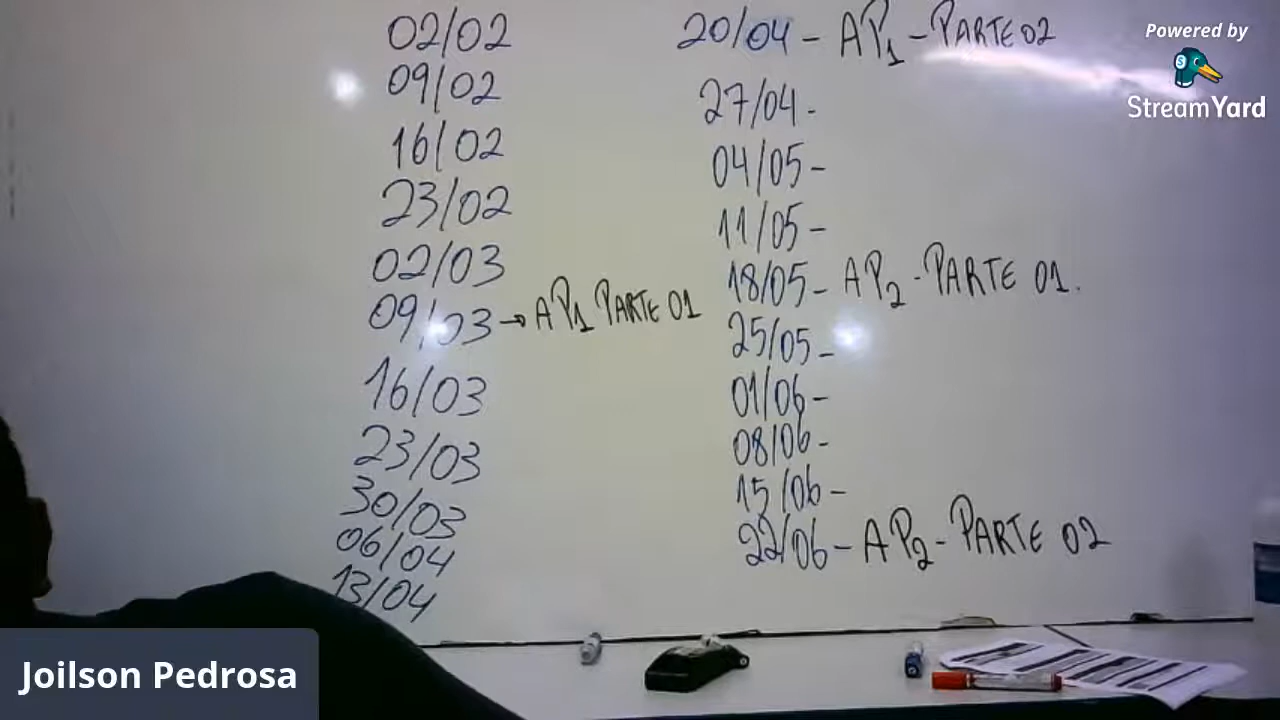 02/02
09/02
16/02
23/02
02/03
09/03 → AP1 PARTE 01
16/03
23/03
30/03
06/04
13/04
20/04 - AP1 - PARTE 02
27/04 -
04/05 -
11/05 -
18/05 - AP2 - PARTE 01.
25/05 -
01/06 -
08/06 -
15/06 -
22/06 - AP2 - PARTE 02
Powered by
StreamYard
Joilson Pedrosa